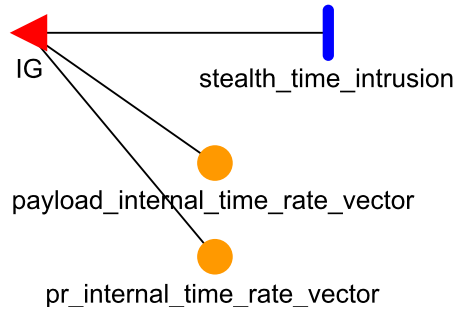 IG
stealth_time_intrusion
payload_internal_time_rate_vector
pr_internal_time_rate_vector